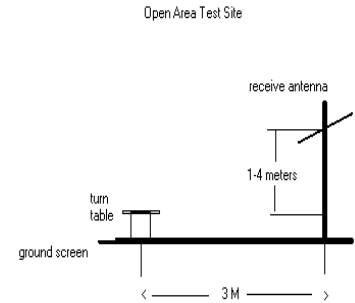 Open Area Test Site
receive antenna
1-4 meters
turn
table
ground screen
3 M